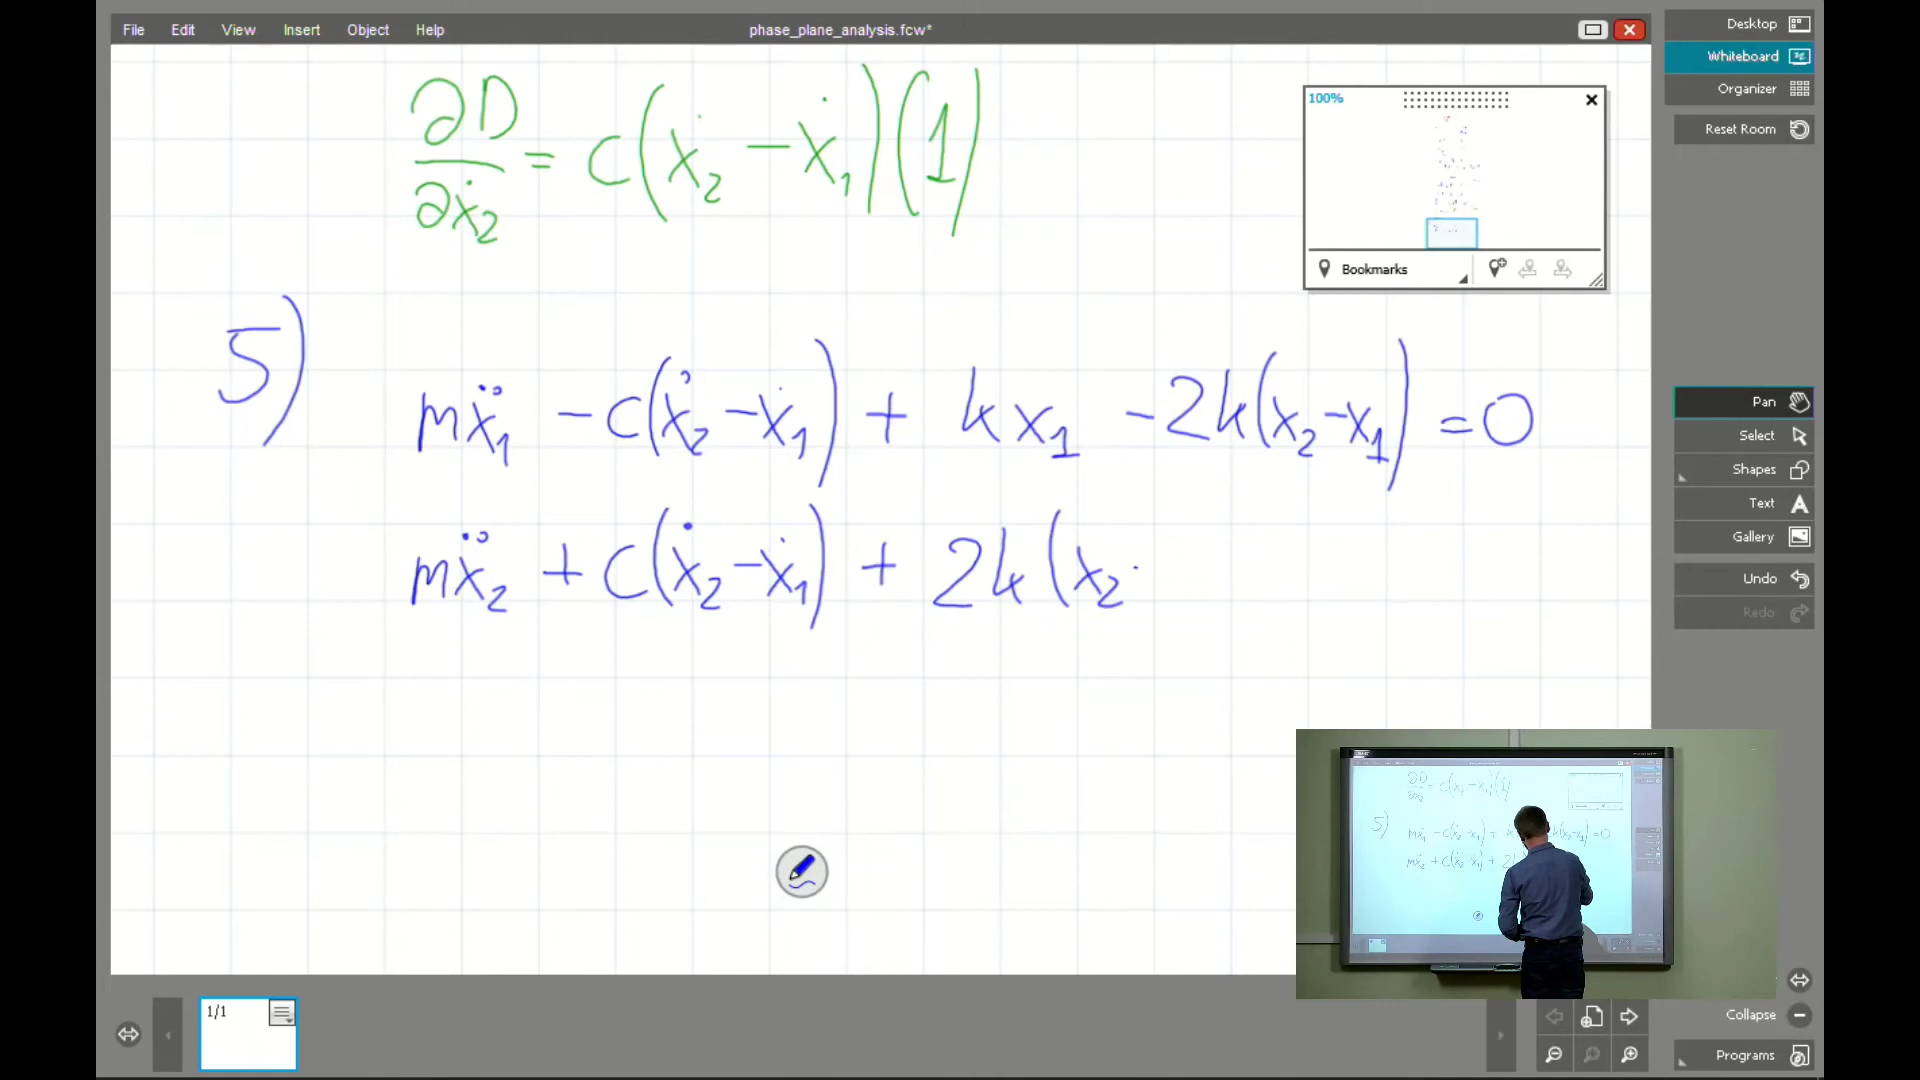 File Edit View Insert Object Help phase_plane_analysis.fcw*
Desktop
Whiteboard
Organizer
Reset Room
∂D/∂ẋ₂ = c(ẋ₂ − ẋ₁)(1)
100%
Bookmarks
5)
mẍ₁ − c(ẋ₂ − ẋ₁) + kx₁ − 2k(x₂ − x₁) = 0
mẍ₂ + c(ẋ₂ − ẋ₁) + 2k(x₂
Pan
Select
Shapes
Text
Gallery
Undo
Redo
1/1
Collapse
Programs